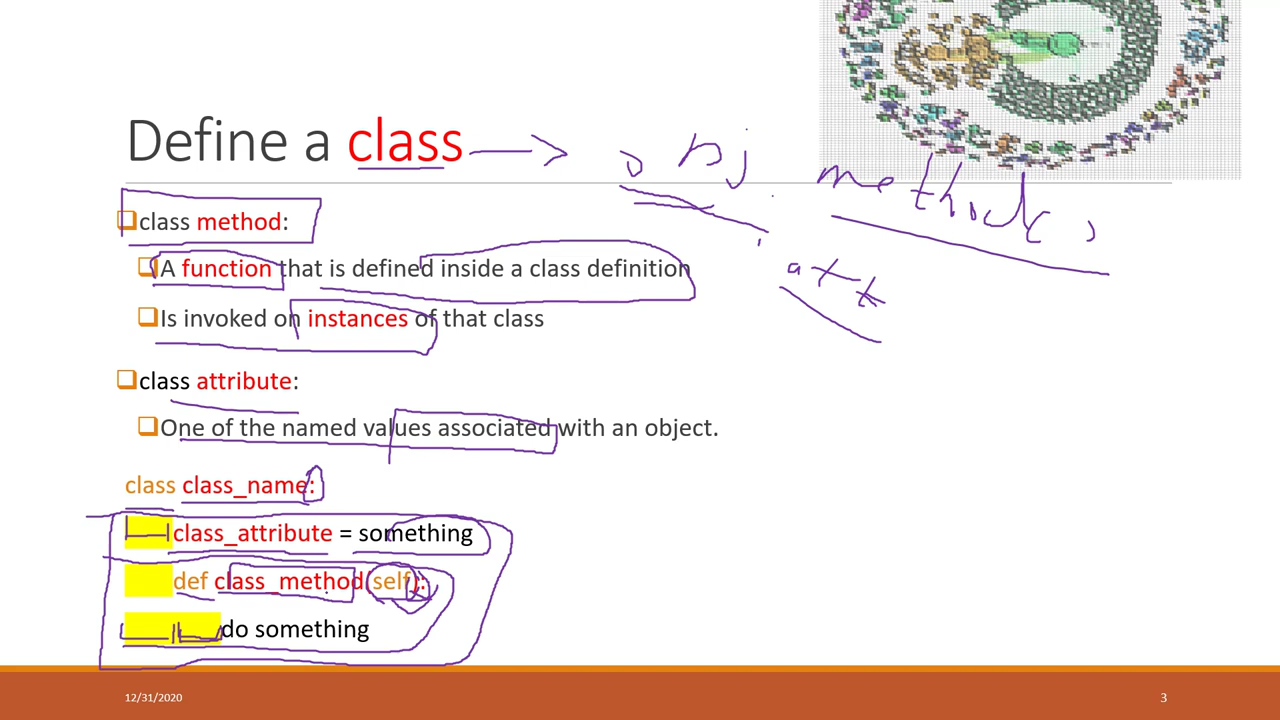 Define a class
obj
methods
att
class method:
A function that is defined inside a class definition
Is invoked on instances of that class
class attribute:
One of the named values associated with an object.
class class_name:
class_attribute = something
def class_method(self):
do something
12/31/2020
3